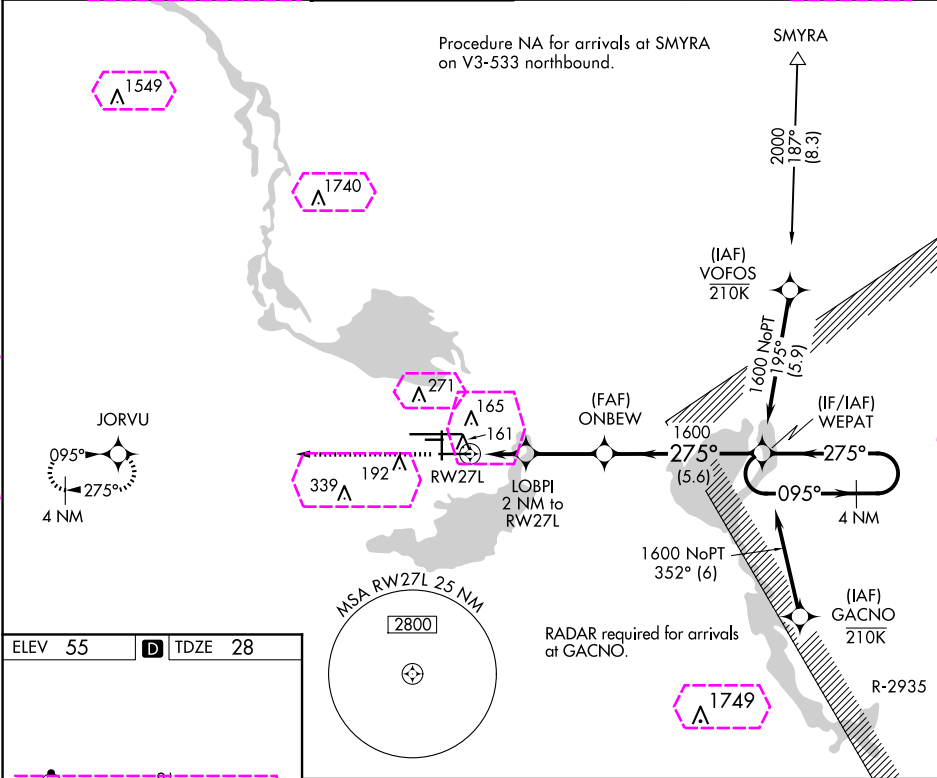 Procedure NA for arrivals at SMYRA
on V3-533 northbound.
SMYRA
1549
2000
187°
(8.3)
1740
(IAF)
VOFOS
210K
1600 NoPT
195°
(5.9)
271
165
161
(FAF)
ONBEW
(IF/IAF)
WEPAT
JORVU
095°
275°
4 NM
1600
275°
(5.6)
275°
095°
4 NM
192
339
RW27L
LOBPI
2 NM to
RW27L
1600 NoPT
352° (6)
MSA RW27L 25 NM
2800
(IAF)
GACNO
210K
RADAR required for arrivals
at GACNO.
ELEV 55 D TDZE 28
R-2935
1749